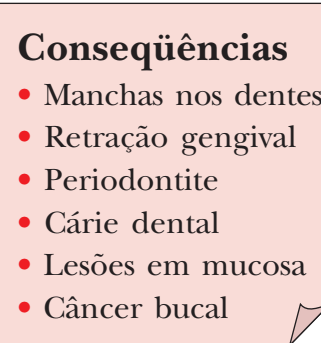 Conseqüências
• Manchas nos dentes
• Retração gengival
• Periodontite
• Cárie dental
• Lesões em mucosa
• Câncer bucal